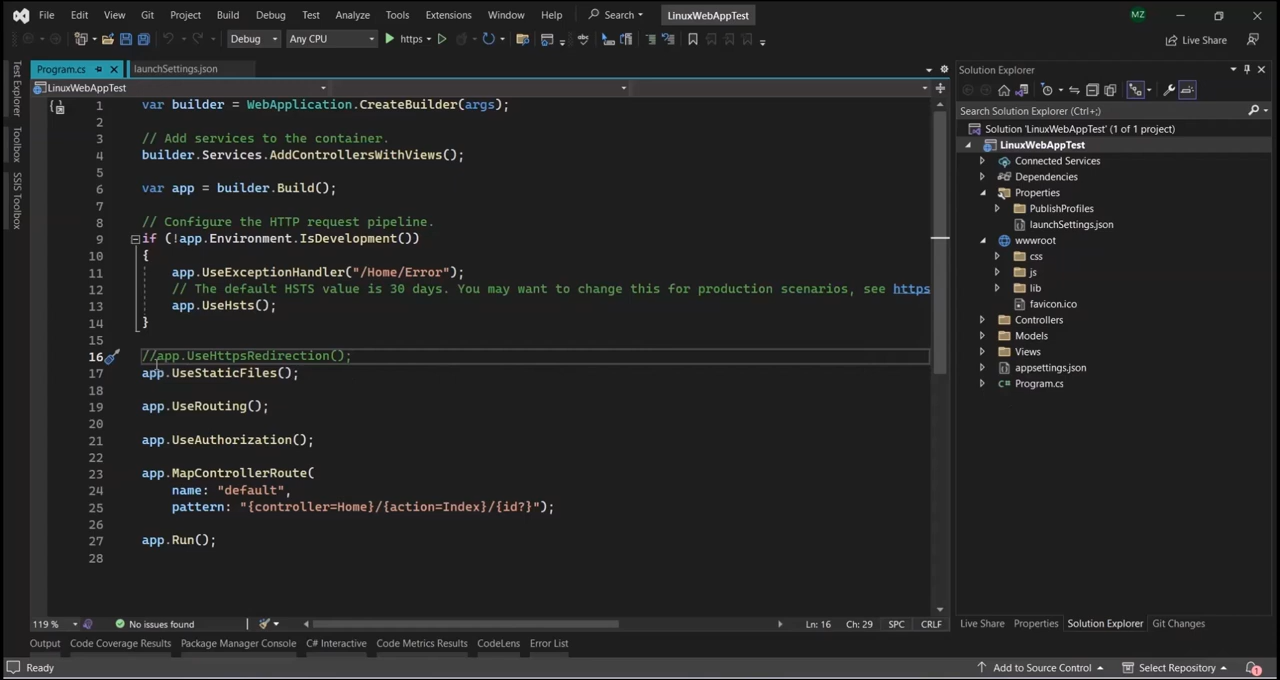 File Edit View Git Project Build Debug Test Analyze Tools Extensions Window Help Search LinuxWebAppTest MZ
Debug Any CPU https Live Share
Program.cs launchSettings.json
LinuxWebAppTest
Test Explorer
Toolbox
SSIS Toolbox
1 var builder = WebApplication.CreateBuilder(args);
2
3 // Add services to the container.
4 builder.Services.AddControllersWithViews();
5
6 var app = builder.Build();
7
8 // Configure the HTTP request pipeline.
9 if (!app.Environment.IsDevelopment())
10 {
11 app.UseExceptionHandler("/Home/Error");
12 // The default HSTS value is 30 days. You may want to change this for production scenarios, see https
13 app.UseHsts();
14 }
15
16 //app.UseHttpsRedirection();
17 app.UseStaticFiles();
18
19 app.UseRouting();
20
21 app.UseAuthorization();
22
23 app.MapControllerRoute(
24 name: "default",
25 pattern: "{controller=Home}/{action=Index}/{id?}");
26
27 app.Run();
28
119 % No issues found Ln: 16 Ch: 29 SPC CRLF
Output Code Coverage Results Package Manager Console C# Interactive Code Metrics Results CodeLens Error List
Solution Explorer
Search Solution Explorer (Ctrl+;)
Solution 'LinuxWebAppTest' (1 of 1 project)
LinuxWebAppTest
Connected Services
Dependencies
Properties
PublishProfiles
launchSettings.json
wwwroot
css
js
lib
favicon.ico
Controllers
Models
Views
appsettings.json
C# Program.cs
Live Share Properties Solution Explorer Git Changes
Ready Add to Source Control Select Repository 1